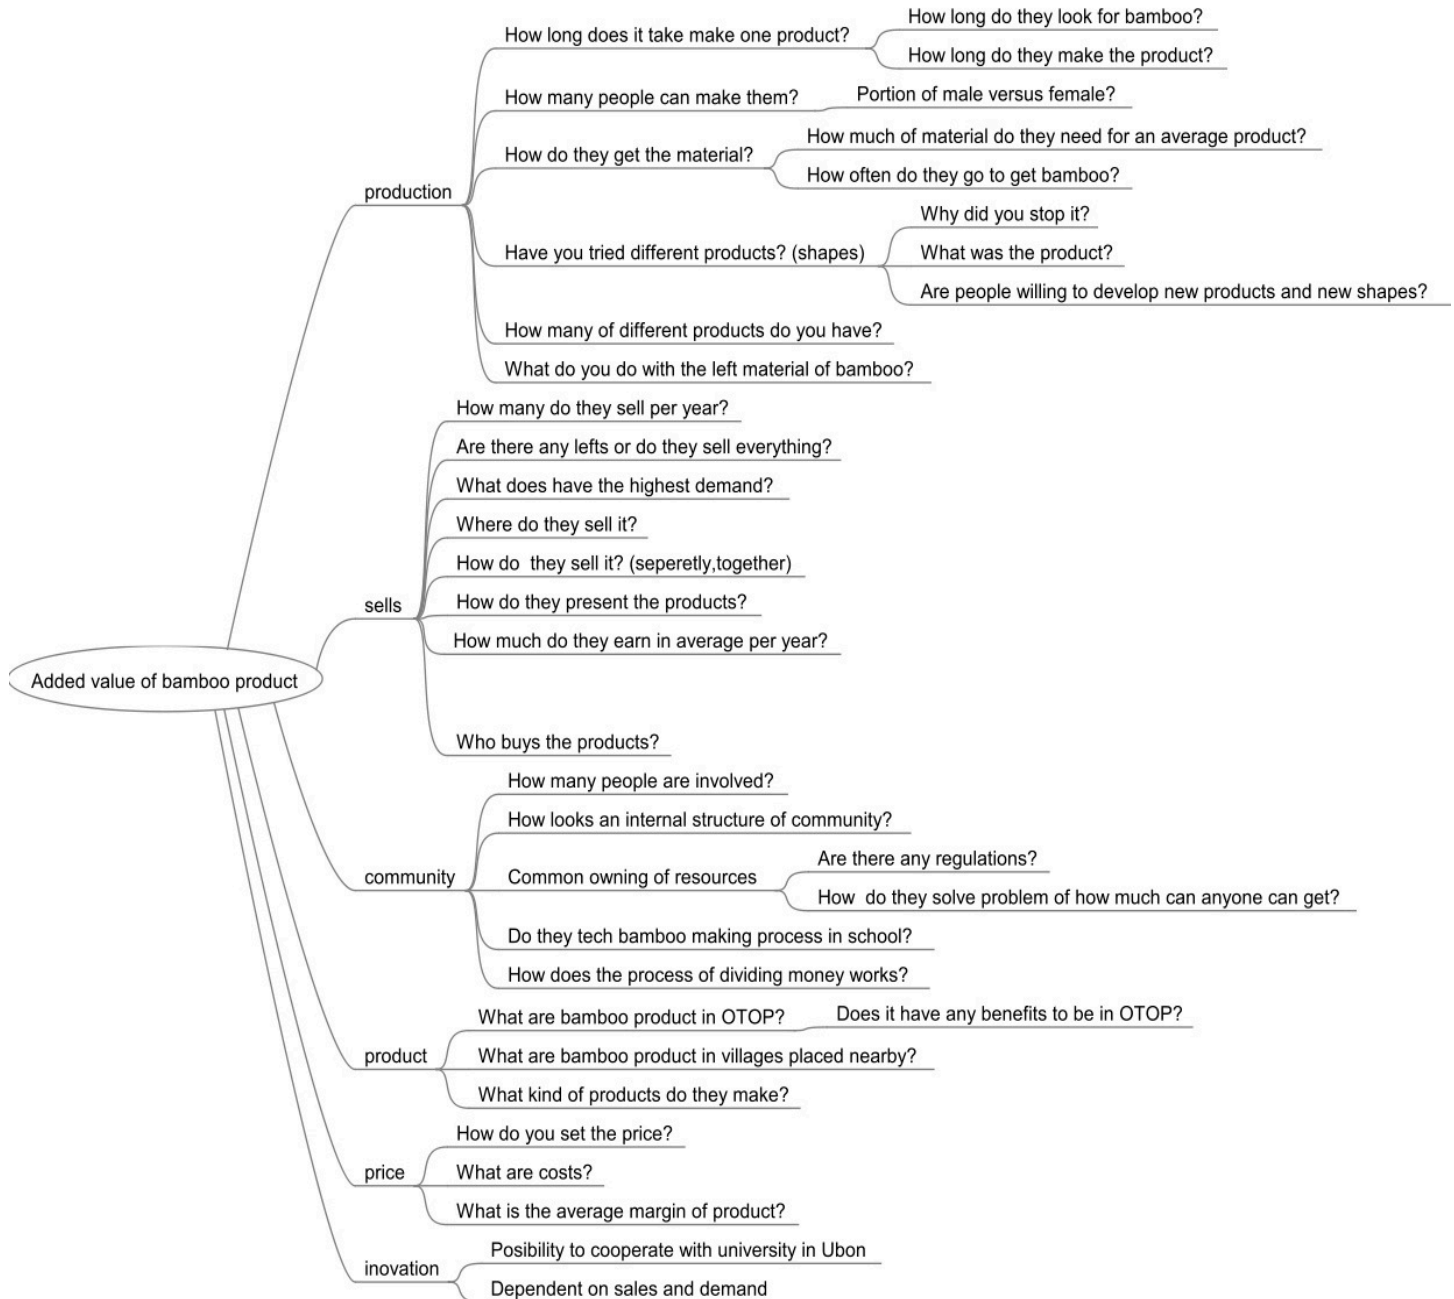 How long do they look for bamboo?
How long does it take make one product?
How long do they make the product?
How many people can make them?
Portion of male versus female?
How much of material do they need for an average product?
How do they get the material?
How often do they go to get bamboo?
production
Why did you stop it?
Have you tried different products? (shapes)
What was the product?
Are people willing to develop new products and new shapes?
How many of different products do you have?
What do you do with the left material of bamboo?
How many do they sell per year?
Are there any lefts or do they sell everything?
What does have the highest demand?
Where do they sell it?
How do  they sell it? (seperetly,together)
sells
How do they present the products?
How much do they earn in average per year?
Added value of bamboo product
Who buys the products?
How many people are involved?
How looks an internal structure of community?
community
Common owning of resources
Are there any regulations?
How  do they solve problem of how much can anyone can get?
Do they tech bamboo making process in school?
How does the process of dividing money works?
What are bamboo product in OTOP?
Does it have any benefits to be in OTOP?
product
What are bamboo product in villages placed nearby?
What kind of products do they make?
How do you set the price?
price
What are costs?
What is the average margin of product?
Posibility to cooperate with university in Ubon
inovation
Dependent on sales and demand